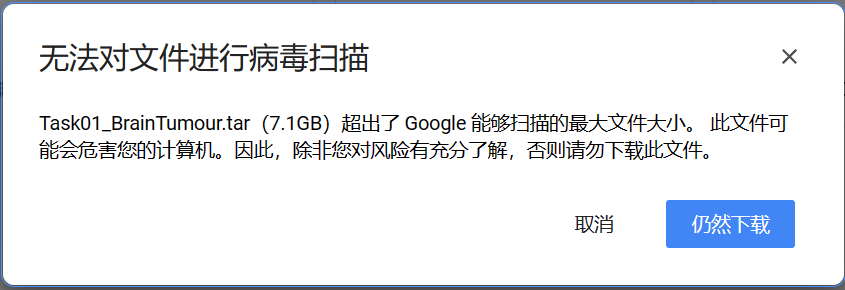 无法对文件进行病毒扫描
Task01_BrainTumour.tar（7.1GB）超出了 Google 能够扫描的最大文件大小。 此文件可
能会危害您的计算机。因此，除非您对风险有充分了解，否则请勿下载此文件。
取消
仍然下载